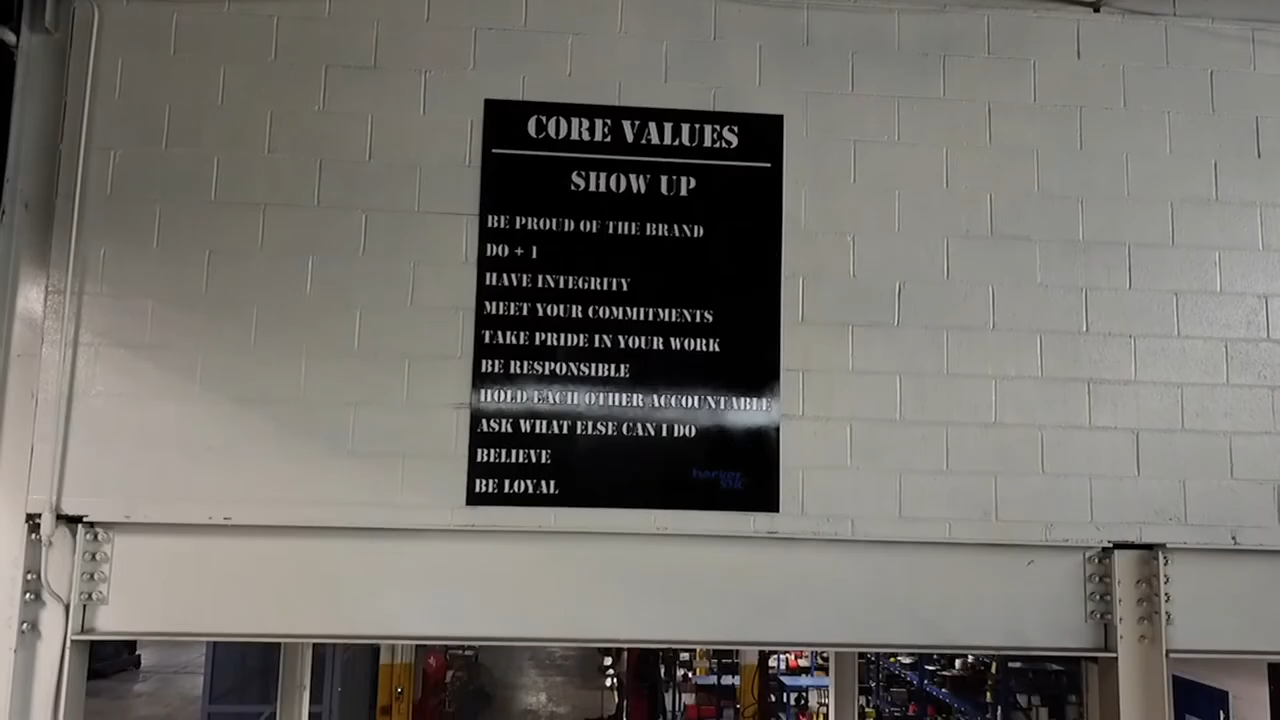 CORE VALUES
SHOW UP
BE PROUD OF THE BRAND
DO + 1
HAVE INTEGRITY
MEET YOUR COMMITMENTS
TAKE PRIDE IN YOUR WORK
BE RESPONSIBLE
HOLD EACH OTHER ACCOUNTABLE
ASK WHAT ELSE CAN I DO
BELIEVE
BE LOYAL